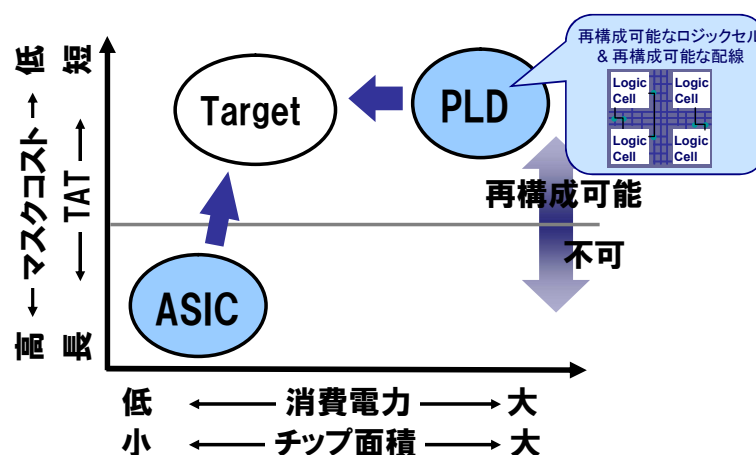 再構成可能なロジックセル
& 再構成可能な配線
Logic
Cell
Logic
Cell
Logic
Cell
Logic
Cell
Target
PLD
ASIC
再構成可能
不可
高 ← マスクコスト → 低
長 ← TAT → 短
低 ← 消費電力 → 大
小 ← チップ面積 → 大